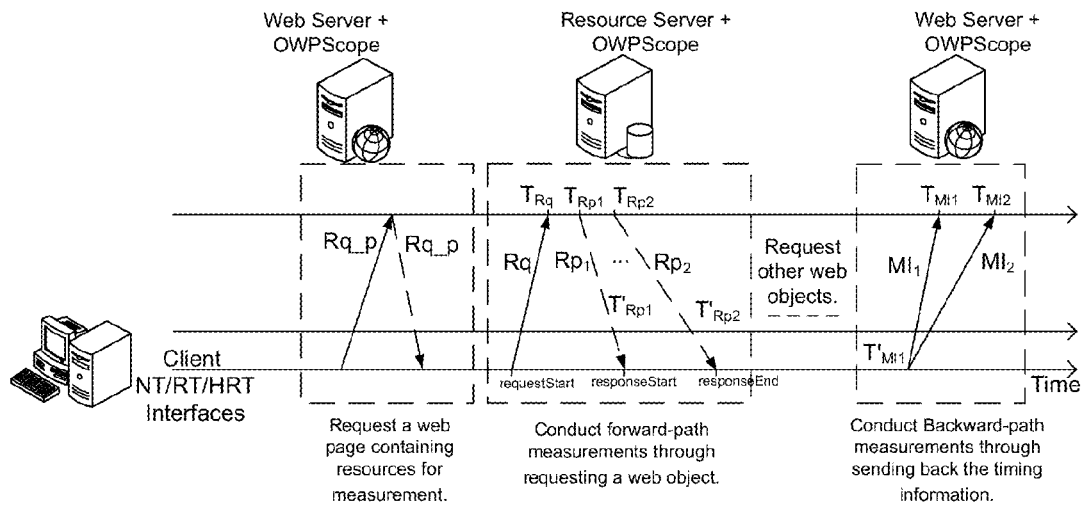 Web Server +
OWPScope
Resource Server +
OWPScope
Web Server +
OWPScope
T_Rq T_Rp1 T_Rp2
T_MI1 T_MI2
Rq_p Rq_p
Rq Rp1 ... Rp2
Request
other web
objects.
MI1 MI2
T'_Rp1 T'_Rp2
T'_MI1
Client
NT/RT/HRT
Interfaces
requestStart responseStart responseEnd
Time
Request a web
page containing
resources for
measurement.
Conduct forward-path
measurements through
requesting a web object.
Conduct Backward-path
measurements through
sending back the timing
information.